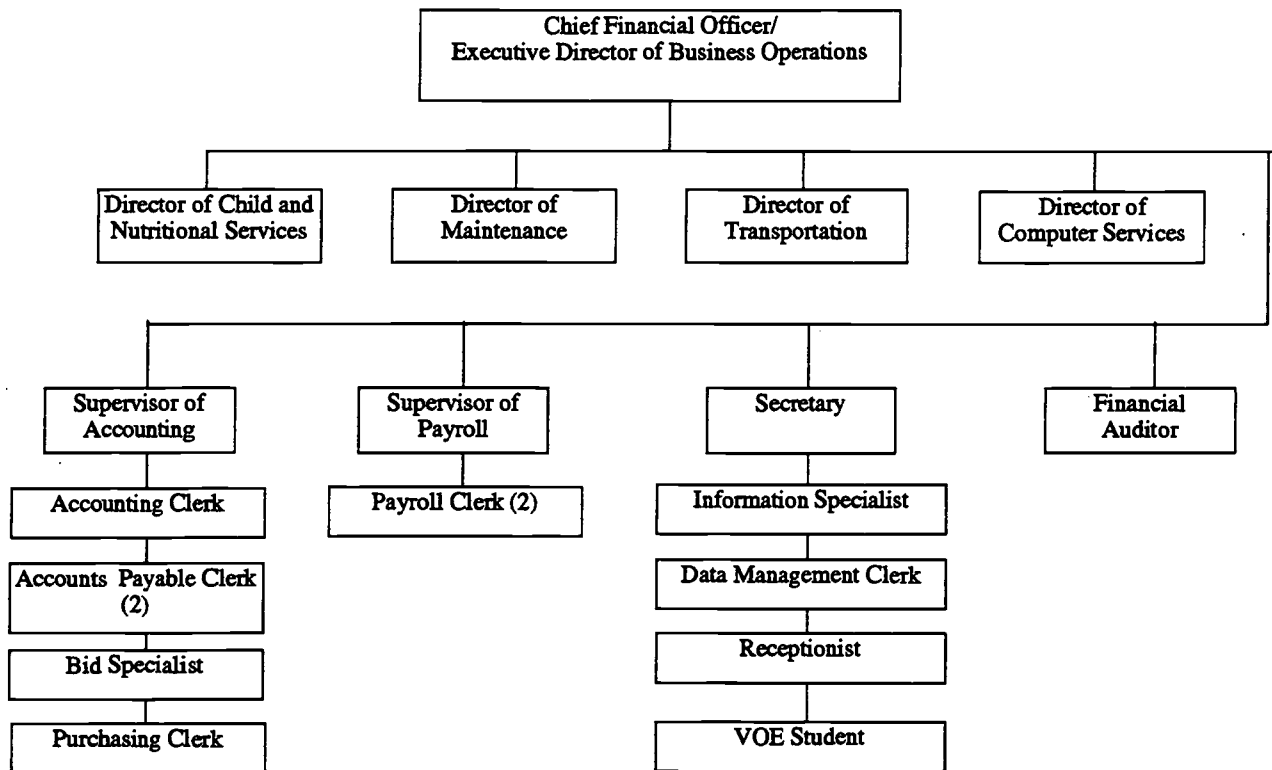 Chief Financial Officer/
Executive Director of Business Operations
Director of Child and
Nutritional Services
Director of
Maintenance
Director of
Transportation
Director of
Computer Services
Supervisor of
Accounting
Supervisor of
Payroll
Secretary
Financial
Auditor
Accounting Clerk
Payroll Clerk (2)
Information Specialist
Accounts Payable Clerk
(2)
Data Management Clerk
Bid Specialist
Receptionist
Purchasing Clerk
VOE Student